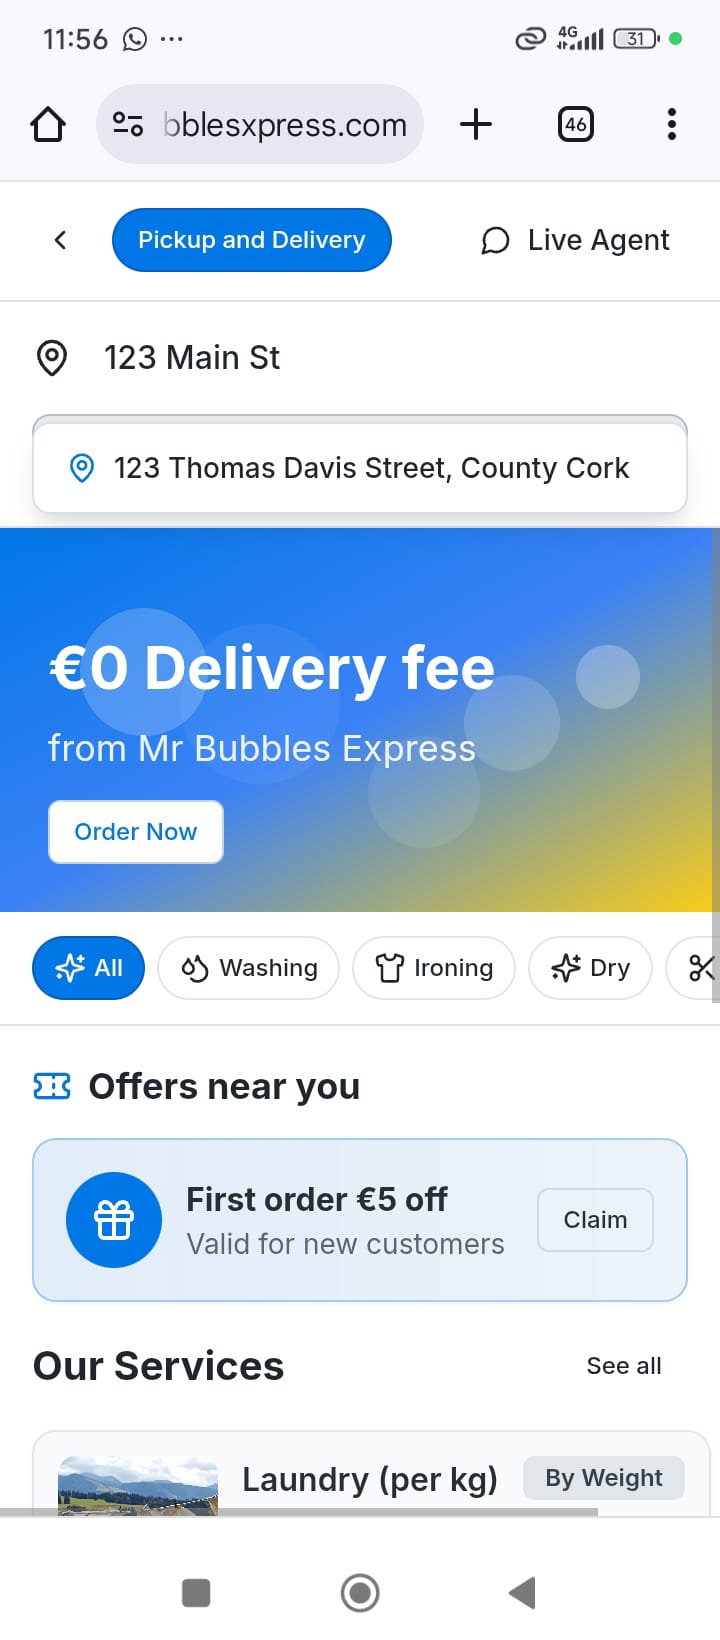 11:56
4G
31
bblesxpress.com
46
Pickup and Delivery
Live Agent
123 Main St
123 Thomas Davis Street, County Cork
€0 Delivery fee
from Mr Bubbles Express
Order Now
All
Washing
Ironing
Dry
Offers near you
First order €5 off
Valid for new customers
Claim
Our Services
See all
Laundry (per kg)
By Weight